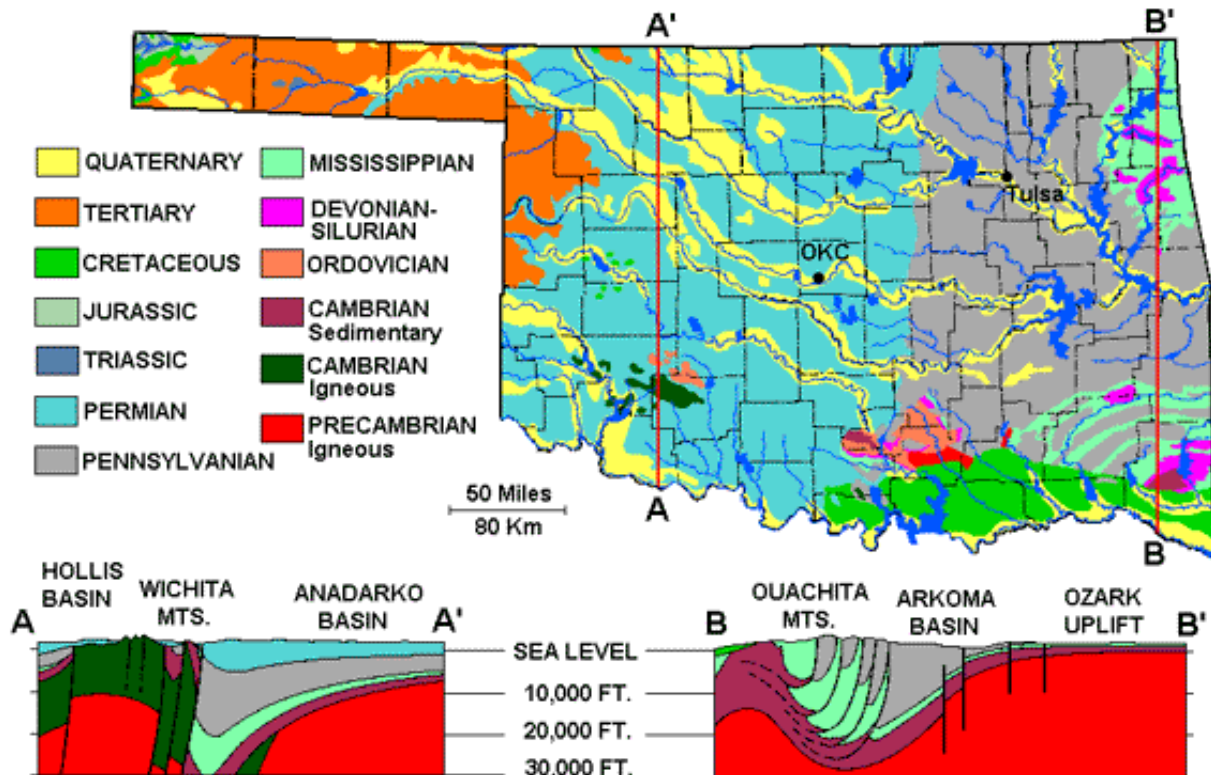 A'
B'
QUATERNARY
MISSISSIPPIAN
TERTIARY
DEVONIAN-
SILURIAN
CRETACEOUS
ORDOVICIAN
JURASSIC
CAMBRIAN
Sedimentary
TRIASSIC
CAMBRIAN
Igneous
PERMIAN
PRECAMBRIAN
Igneous
PENNSYLVANIAN
Tulsa
OKC
50 Miles
80 Km
A
B
HOLLIS
BASIN
WICHITA
MTS.
ANADARKO
BASIN
A
A'
OUACHITA
MTS.
ARKOMA
BASIN
OZARK
UPLIFT
B
B'
SEA LEVEL
10,000 FT.
20,000 FT.
30,000 FT.